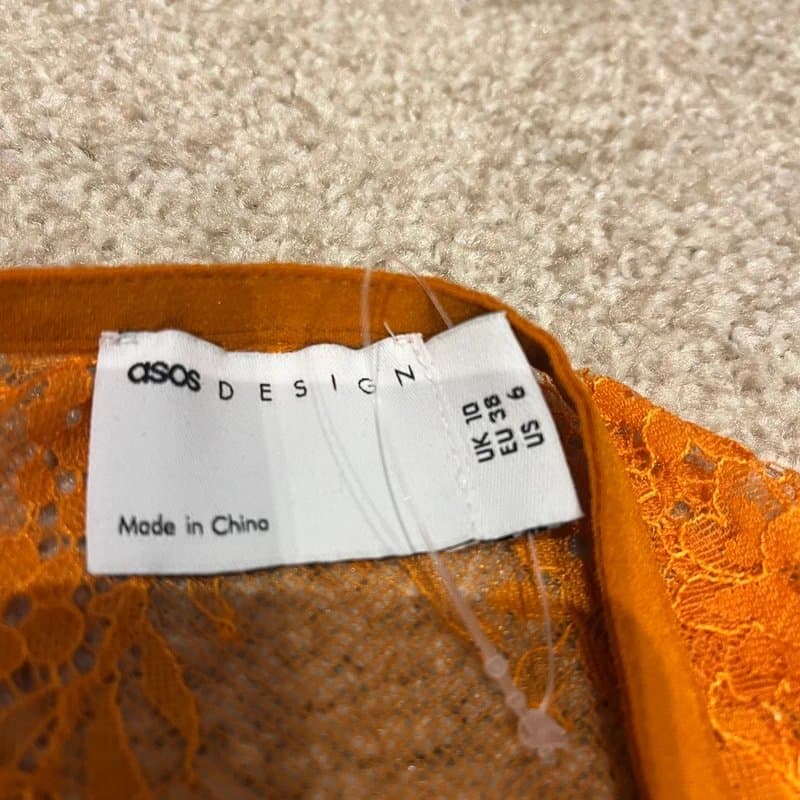 asos DESIGN
Made in China
UK 10
EU 38
US 6